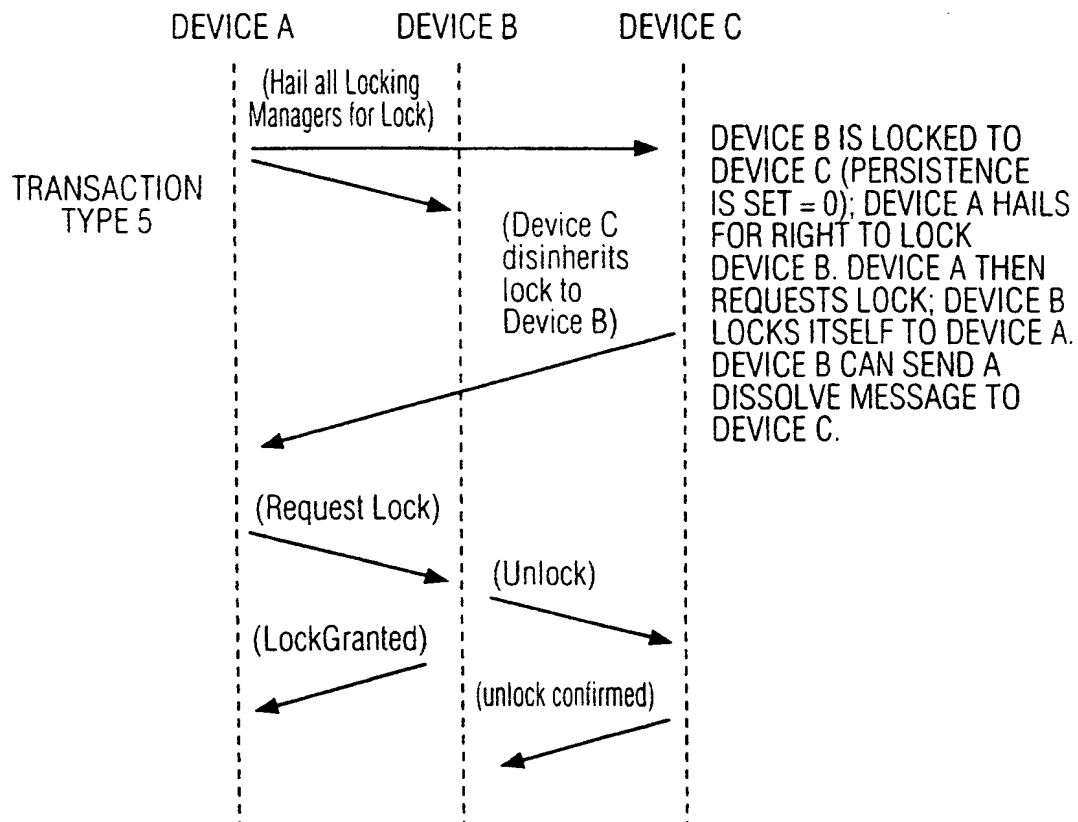 DEVICE A DEVICE B DEVICE C
(Hail all Locking
Managers for Lock)
TRANSACTION
TYPE 5
DEVICE B IS LOCKED TO
DEVICE C (PERSISTENCE
IS SET = 0); DEVICE A HAILS
FOR RIGHT TO LOCK
DEVICE B. DEVICE A THEN
REQUESTS LOCK; DEVICE B
LOCKS ITSELF TO DEVICE A.
DEVICE B CAN SEND A
DISSOLVE MESSAGE TO
DEVICE C.
(Device C
disinherits
lock to
Device B)
(Request Lock)
(Unlock)
(LockGranted)
(unlock confirmed)